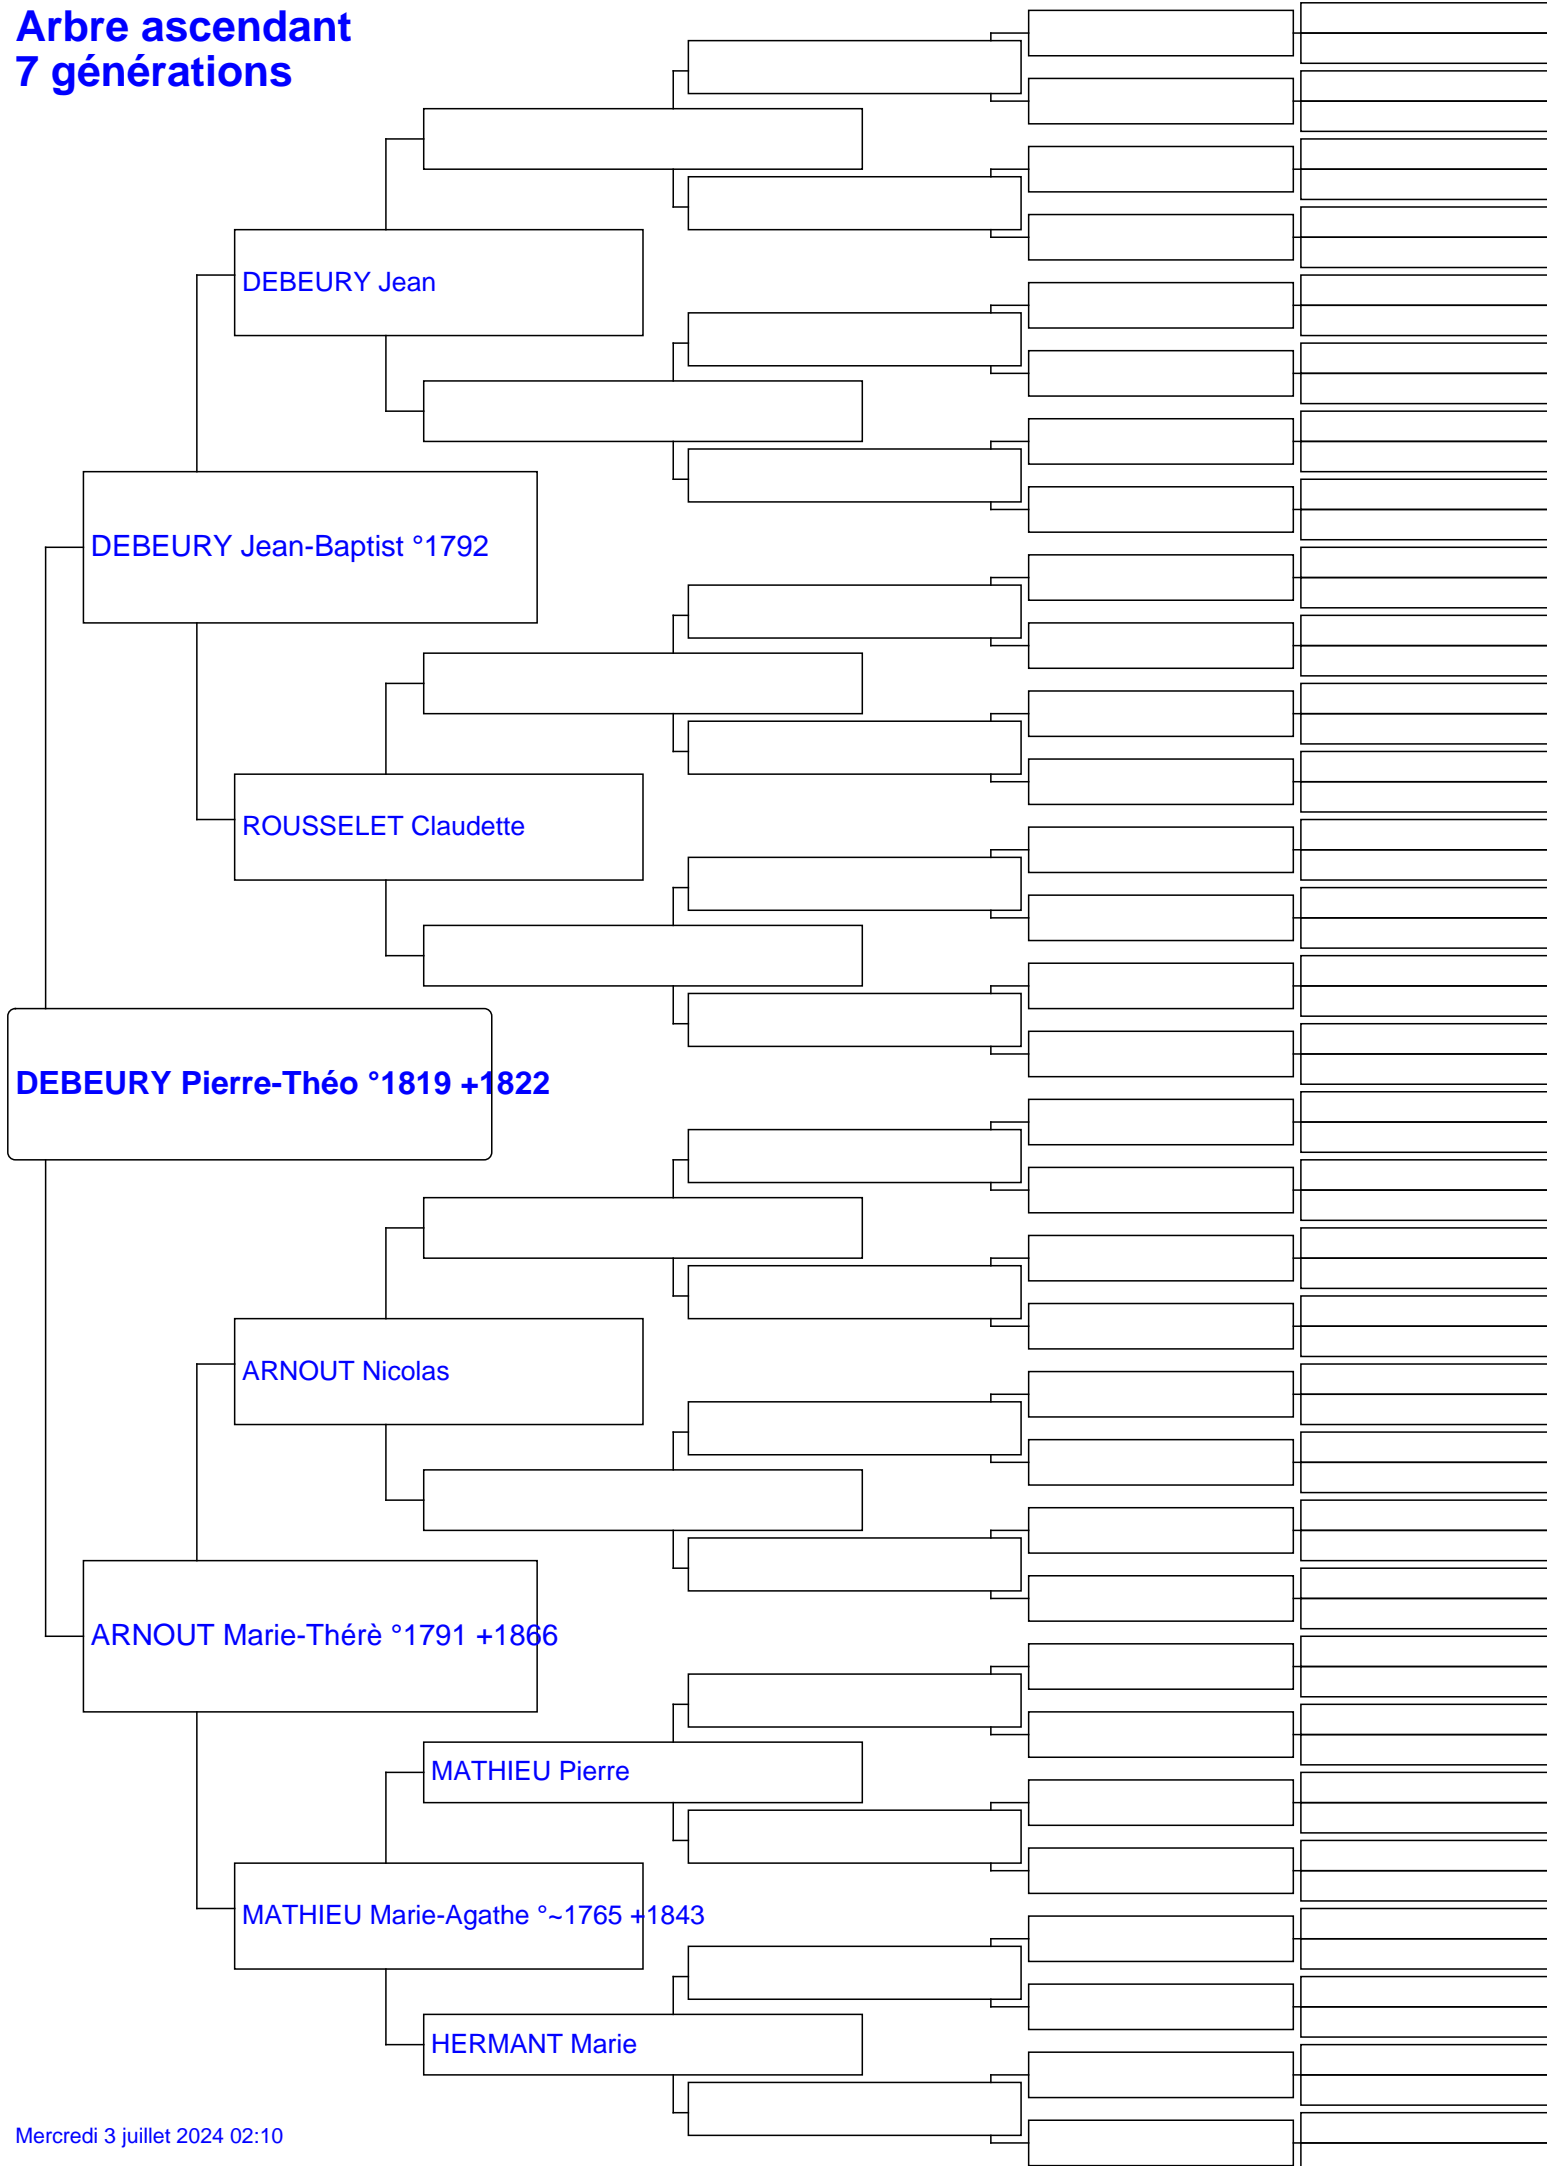 Arbre ascendant
7 générations
DEBEURY Jean
DEBEURY Jean-Baptist °1792
ROUSSELET Claudette
DEBEURY Pierre-Théo °1819 +1822
ARNOUT Nicolas
ARNOUT Marie-Thérè °1791 +1866
MATHIEU Pierre
MATHIEU Marie-Agathe °~1765 +1843
HERMANT Marie
Mercredi 3 juillet 2024 02:10